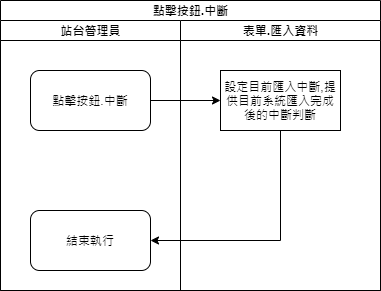 點擊按鈕.中斷
站台管理員
表單.匯入資料
點擊按鈕.中斷
設定目前匯入中斷,提
供目前系統匯入完成
後的中斷判斷
結束執行